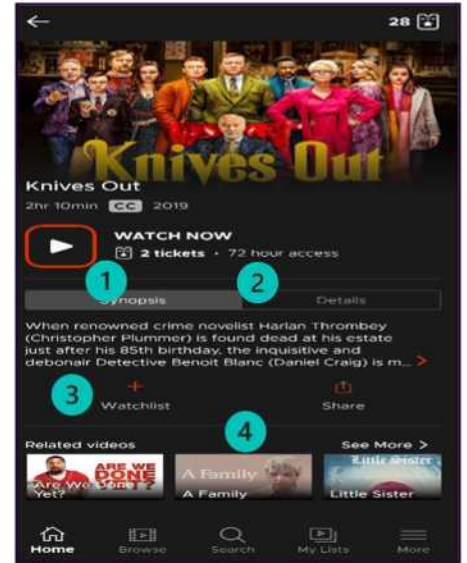 28
Knives Out
Knives Out
2hr 10min CC 2019
WATCH NOW
2 tickets • 72 hour access
1
2
Synopsis
Details
When renowned crime novelist Harlan Thrombey
(Christopher Plummer) is found dead at his estate
just after his 85th birthday, the inquisitive and
debonair Detective Benoit Blanc (Daniel Craig) is m... >
3
Watchlist
Share
4
Related videos
See More >
ARE WE DONE YET?
A Family
Little Sister
Are We Done
Yet?
A Family
Little Sister
Home
Browse
Search
My Lists
More